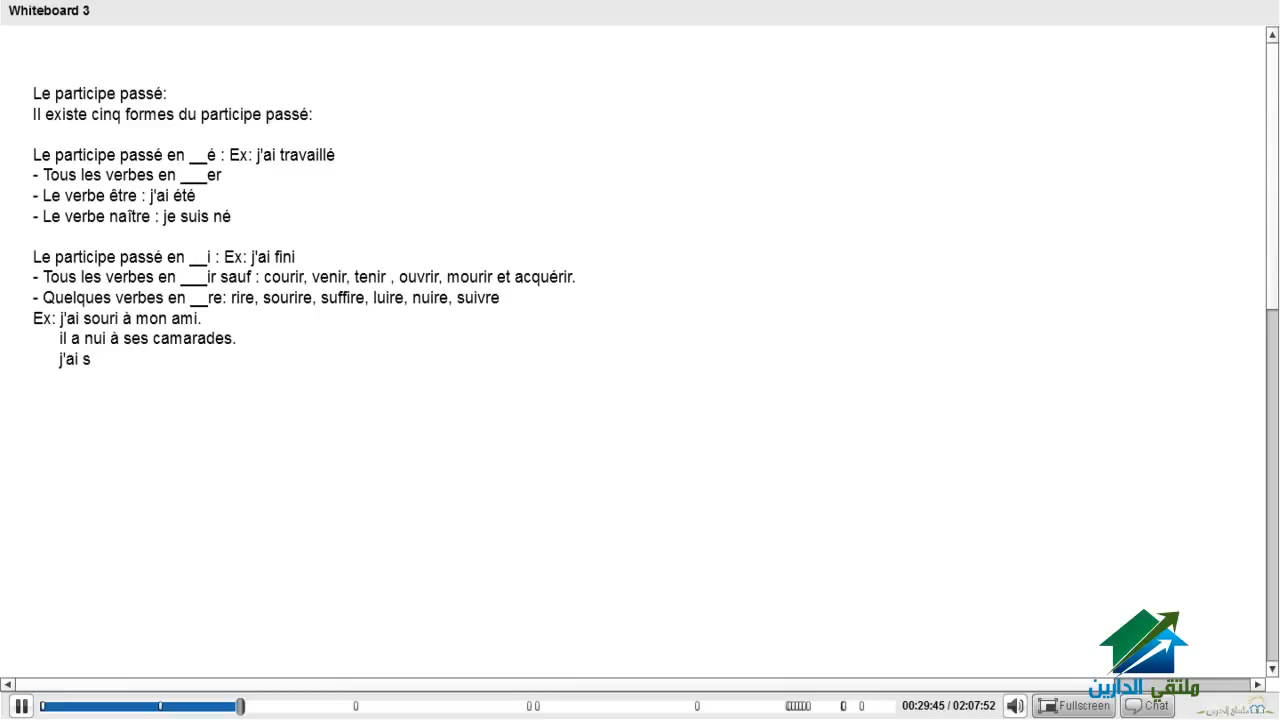 Whiteboard 3
Le participe passé:
Il existe cinq formes du participe passé:
Le participe passé en __é : Ex: j'ai travaillé
- Tous les verbes en ___er
- Le verbe être : j'ai été
- Le verbe naître : je suis né
Le participe passé en __i : Ex: j'ai fini
- Tous les verbes en ___ir sauf : courir, venir, tenir , ouvrir, mourir et acquérir.
- Quelques verbes en __re: rire, sourire, suffire, luire, nuire, suivre
Ex: j'ai souri à mon ami.
il a nui à ses camarades.
j'ai s
ملتقي الدارين
00:29:45 / 02:07:52
Fullscreen
Chat